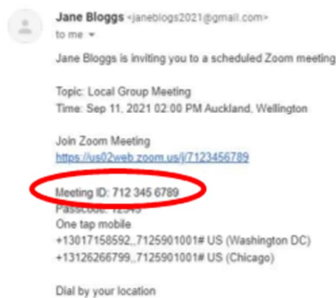 Jane Bloggs <janeblogs2021@gmail.com>
to me
Jane Bloggs is inviting you to a scheduled Zoom meeting
Topic: Local Group Meeting
Time: Sep 11, 2021 02:00 PM Auckland, Wellington
Join Zoom Meeting
https://us02web.zoom.us/j/7123456789
Meeting ID: 712 345 6789
Passcode: 12345
One tap mobile
+13017158592,,7125901001# US (Washington DC)
+13126266799,,7125901001# US (Chicago)
Dial by your location